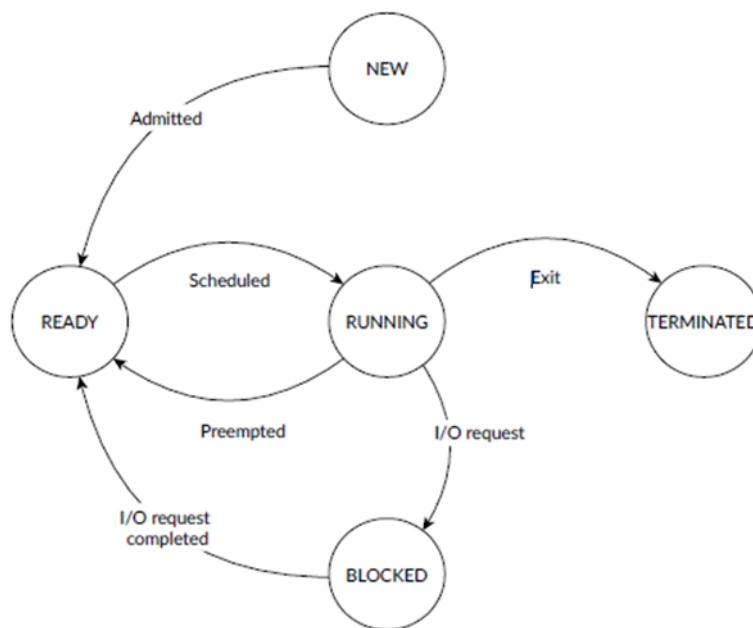 NEW
Admitted
Scheduled
Exit
READY
RUNNING
TERMINATED
Preempted
I/O request
I/O request
completed
BLOCKED